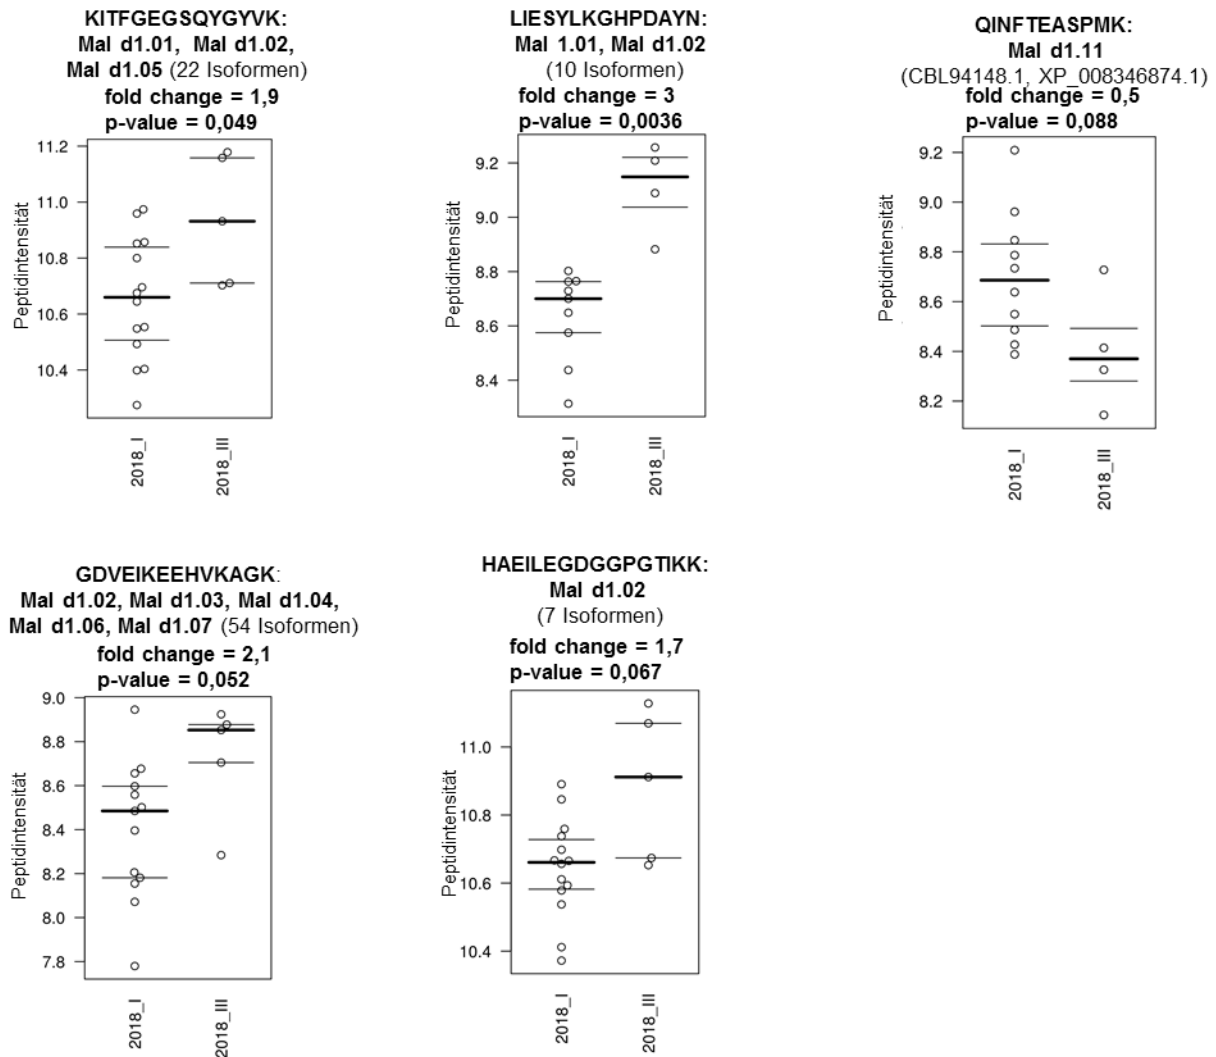 KITFGEGSQYGYVK:
Mal d1.01, Mal d1.02,
Mal d1.05 (22 Isoformen)
fold change = 1,9
p-value = 0,049
11.2
11.0
10.8
10.6
10.4
Peptidintensität
2018_I
2018_III
LIESYLKGHPDAYN:
Mal 1.01, Mal d1.02
(10 Isoformen)
fold change = 3
p-value = 0,0036
9.2
9.0
8.8
8.6
8.4
Peptidintensität
2018_I
2018_III
QINFTEASPMK:
Mal d1.11
(CBL94148.1, XP_008346874.1)
fold change = 0,5
p-value = 0,088
9.2
9.0
8.8
8.6
8.4
8.2
Peptidintensität
2018_I
2018_III
GDVEIKEEHVKAGK:
Mal d1.02, Mal d1.03, Mal d1.04,
Mal d1.06, Mal d1.07 (54 Isoformen)
fold change = 2,1
p-value = 0,052
9.0
8.8
8.6
8.4
8.2
8.0
7.8
Peptidintensität
2018_I
2018_III
HAEILEGDGGPGTIKK:
Mal d1.02
(7 Isoformen)
fold change = 1,7
p-value = 0,067
11.0
10.8
10.6
10.4
Peptidintensität
2018_I
2018_III